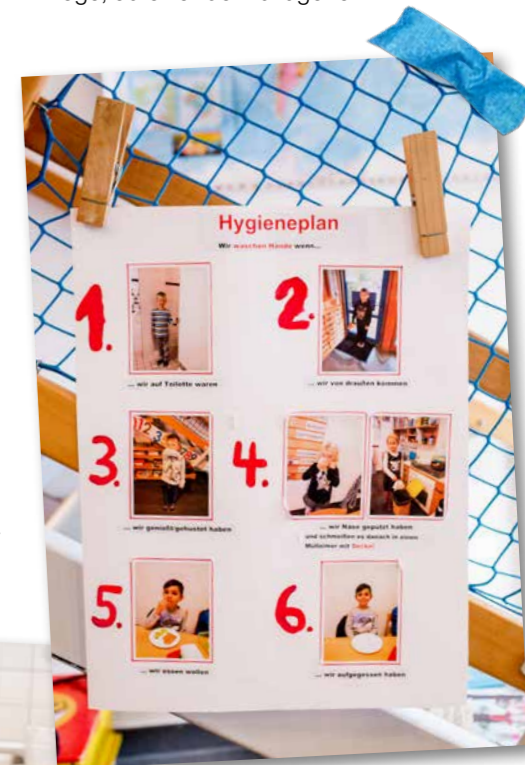 Hygieneplan
Wir waschen Hände wenn...
1.
... wir auf Toilette waren
2.
... wir von draußen kommen
3.
... wir genießt/gehustet haben
4.
... wir Nase geputzt haben
und schmeißen es danach in einen
Mülleimer mit Deckel
5.
... wir essen wollen
6.
... wir aufgegessen haben